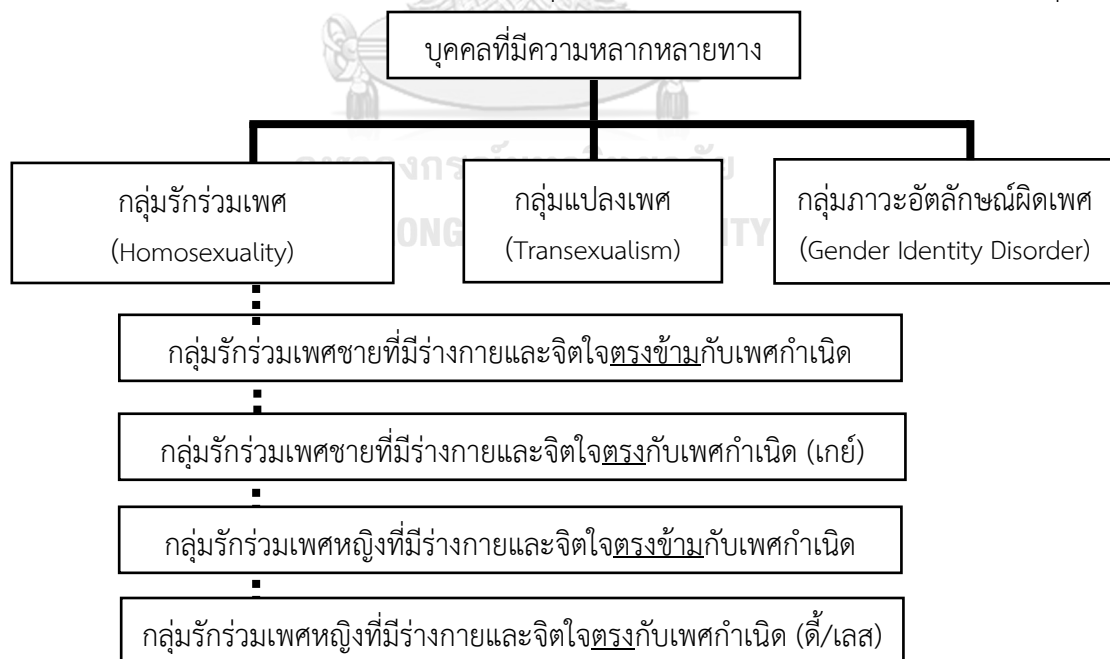 บุคคลที่มีความหลากหลายทาง
กลุ่มรักร่วมเพศ
(Homosexuality)
กลุ่มแปลงเพศ
(Transexualism)
กลุ่มภาวะอัตลักษณ์ผิดเพศ
(Gender Identity Disorder)
กลุ่มรักร่วมเพศชายที่มีร่างกายและจิตใจตรงข้ามกับเพศกำเนิด
กลุ่มรักร่วมเพศชายที่มีร่างกายและจิตใจตรงกับเพศกำเนิด (เกย์)
กลุ่มรักร่วมเพศหญิงที่มีร่างกายและจิตใจตรงข้ามกับเพศกำเนิด
กลุ่มรักร่วมเพศหญิงที่มีร่างกายและจิตใจตรงกับเพศกำเนิด (ดี้/เลส)